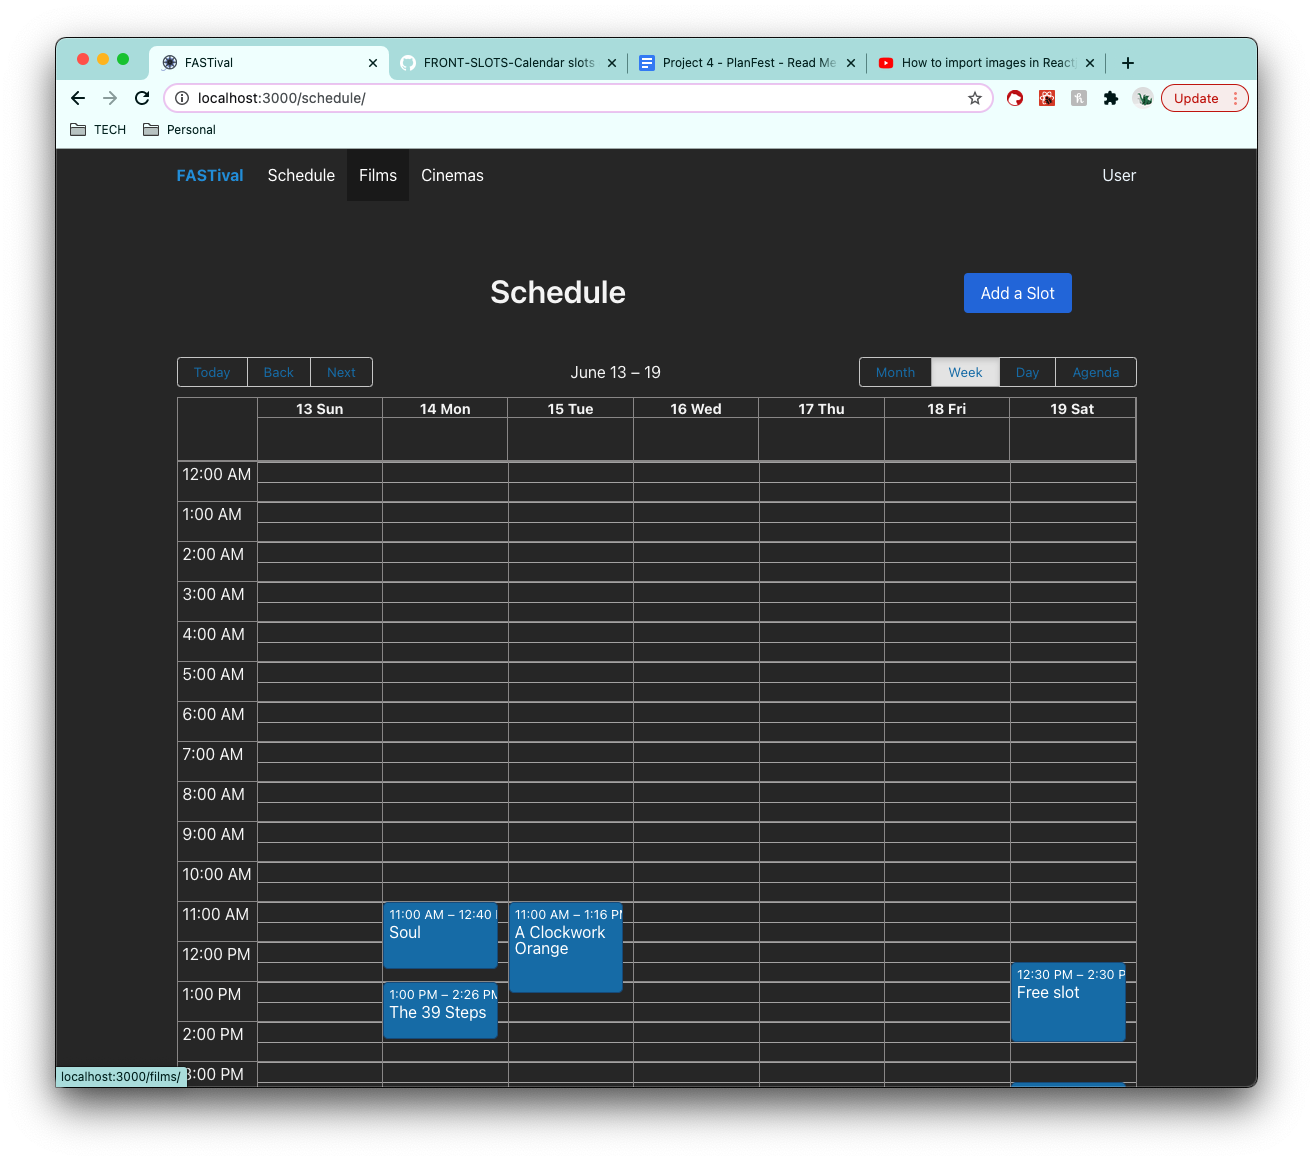 FASTival
FRONT-SLOTS-Calendar slots
Project 4 - PlanFest - Read Me
How to import images in React
localhost:3000/schedule/
Update
TECH
Personal
FASTival Schedule Films Cinemas User
Schedule
Add a Slot
Today Back Next
June 13 – 19
Month Week Day Agenda
13 Sun 14 Mon 15 Tue 16 Wed 17 Thu 18 Fri 19 Sat
12:00 AM
1:00 AM
2:00 AM
3:00 AM
4:00 AM
5:00 AM
6:00 AM
7:00 AM
8:00 AM
9:00 AM
10:00 AM
11:00 AM
12:00 PM
1:00 PM
2:00 PM
3:00 PM
11:00 AM – 12:40
Soul
1:00 PM – 2:26 PM
The 39 Steps
11:00 AM – 1:16 PM
A Clockwork
Orange
12:30 PM – 2:30 P
Free slot
localhost:3000/films/